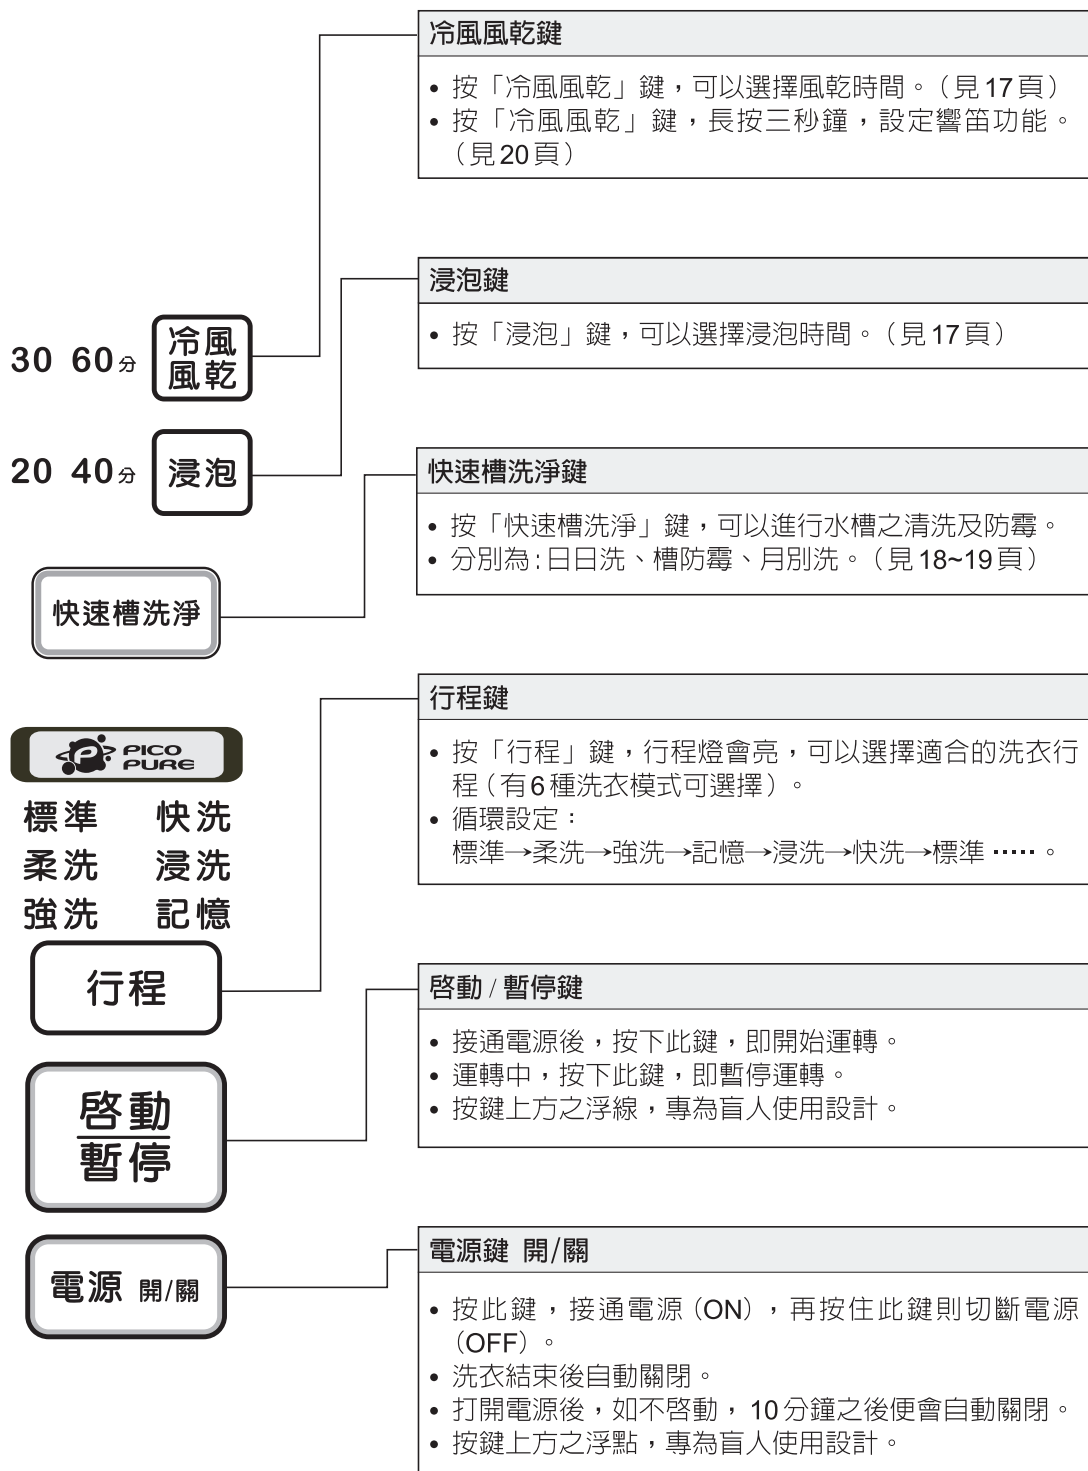 冷風風乾鍵
• 按「冷風風乾」鍵，可以選擇風乾時間。（見17頁）
• 按「冷風風乾」鍵，長按三秒鐘，設定響笛功能。
（見20頁）
浸泡鍵
• 按「浸泡」鍵，可以選擇浸泡時間。（見17頁）
30 60分
冷風
風乾
20 40分
浸泡
快速槽洗淨鍵
• 按「快速槽洗淨」鍵，可以進行水槽之清洗及防霉。
• 分別為：日日洗、槽防霉、月別洗。（見18~19頁）
快速槽洗淨
行程鍵
• 按「行程」鍵，行程燈會亮，可以選擇適合的洗衣行
程（有6種洗衣模式可選擇）。
• 循環設定：
標準→柔洗→強洗→記憶→浸洗→快洗→標準 ‧‧‧‧‧。
PICO
PURE
標準 快洗
柔洗 浸洗
強洗 記憶
行程
啓動 / 暫停鍵
• 接通電源後，按下此鍵，即開始運轉。
• 運轉中，按下此鍵，即暫停運轉。
• 按鍵上方之浮線，專為盲人使用設計。
啓動
暫停
電源鍵 開/關
• 按此鍵，接通電源（ON），再按住此鍵則切斷電源
（OFF）。
• 洗衣結束後自動關閉。
• 打開電源後，如不啓動，10分鐘之後便會自動關閉。
• 按鍵上方之浮點，專為盲人使用設計。
電源 開/關